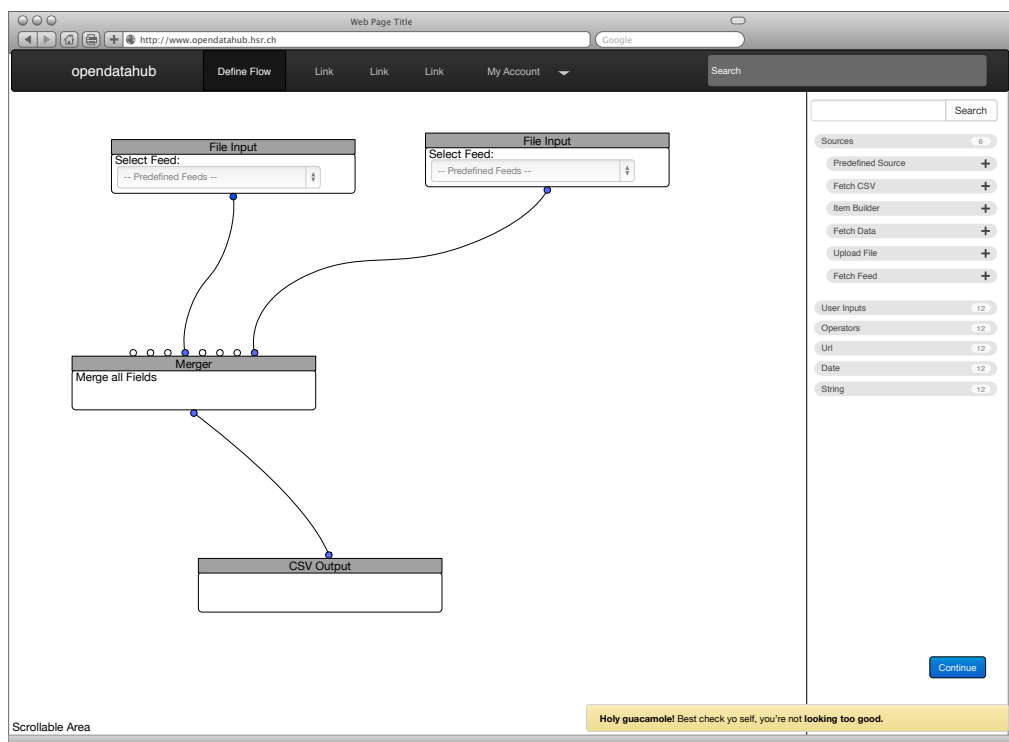 Web Page Title
http://www.opendatahub.hsr.ch
Google
opendatahub
Define Flow
Link
Link
Link
My Account
Search
Search
File Input
Select Feed:
-- Predefined Feeds --
File Input
Select Feed:
-- Predefined Feeds --
Merger
Merge all Fields
CSV Output
Sources 6
Predefined Source
Fetch CSV
Item Builder
Fetch Data
Upload File
Fetch Feed
User Inputs 12
Operators 12
Url 12
Date 12
String 12
Continue
Holy guacamole! Best check yo self, you're not looking too good.
Scrollable Area